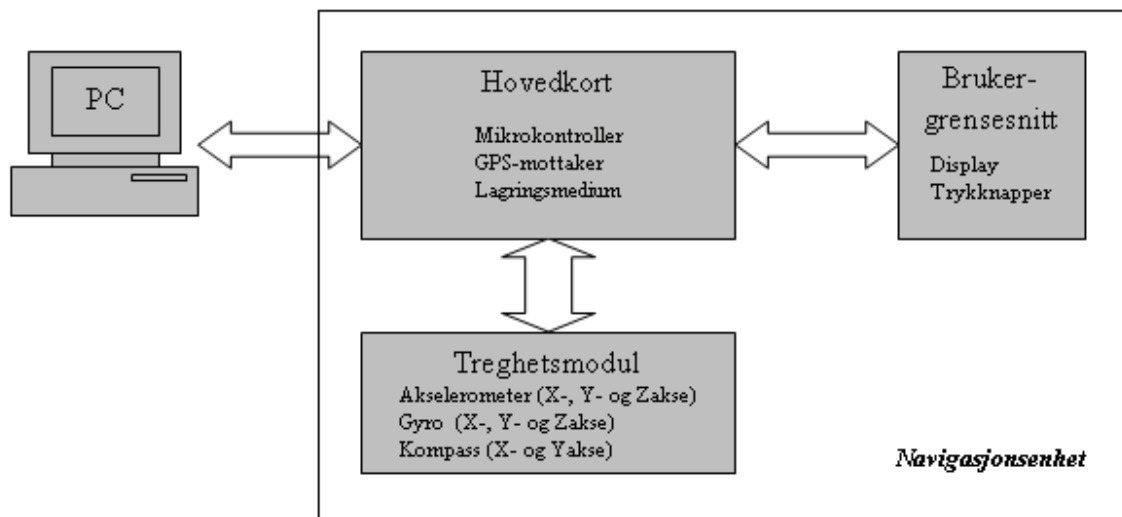 PC
Hovedkort
Mikrokontroller
GPS-mottaker
Lagringsmedium
Bruker-
grensesnitt
Display
Trykknapper
Treghetsmodul
Akselerometer (X-, Y- og Zakse)
Gyro (X-, Y- og Zakse)
Kompass (X- og Yakse)
Navigasjonsenhet